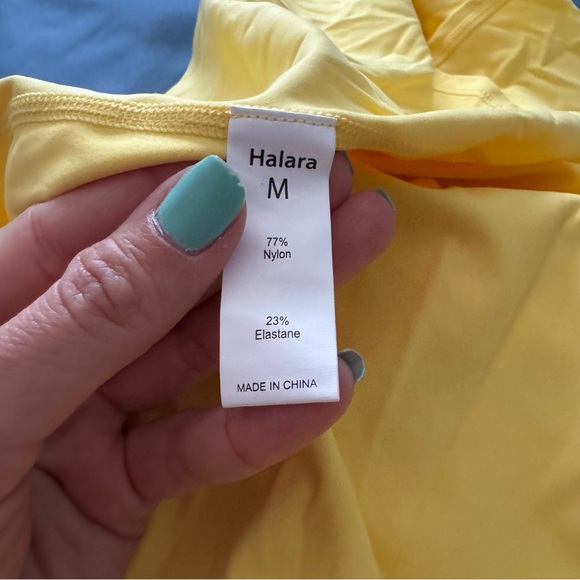 Halara
M
77%
Nylon
23%
Elastane
MADE IN CHINA